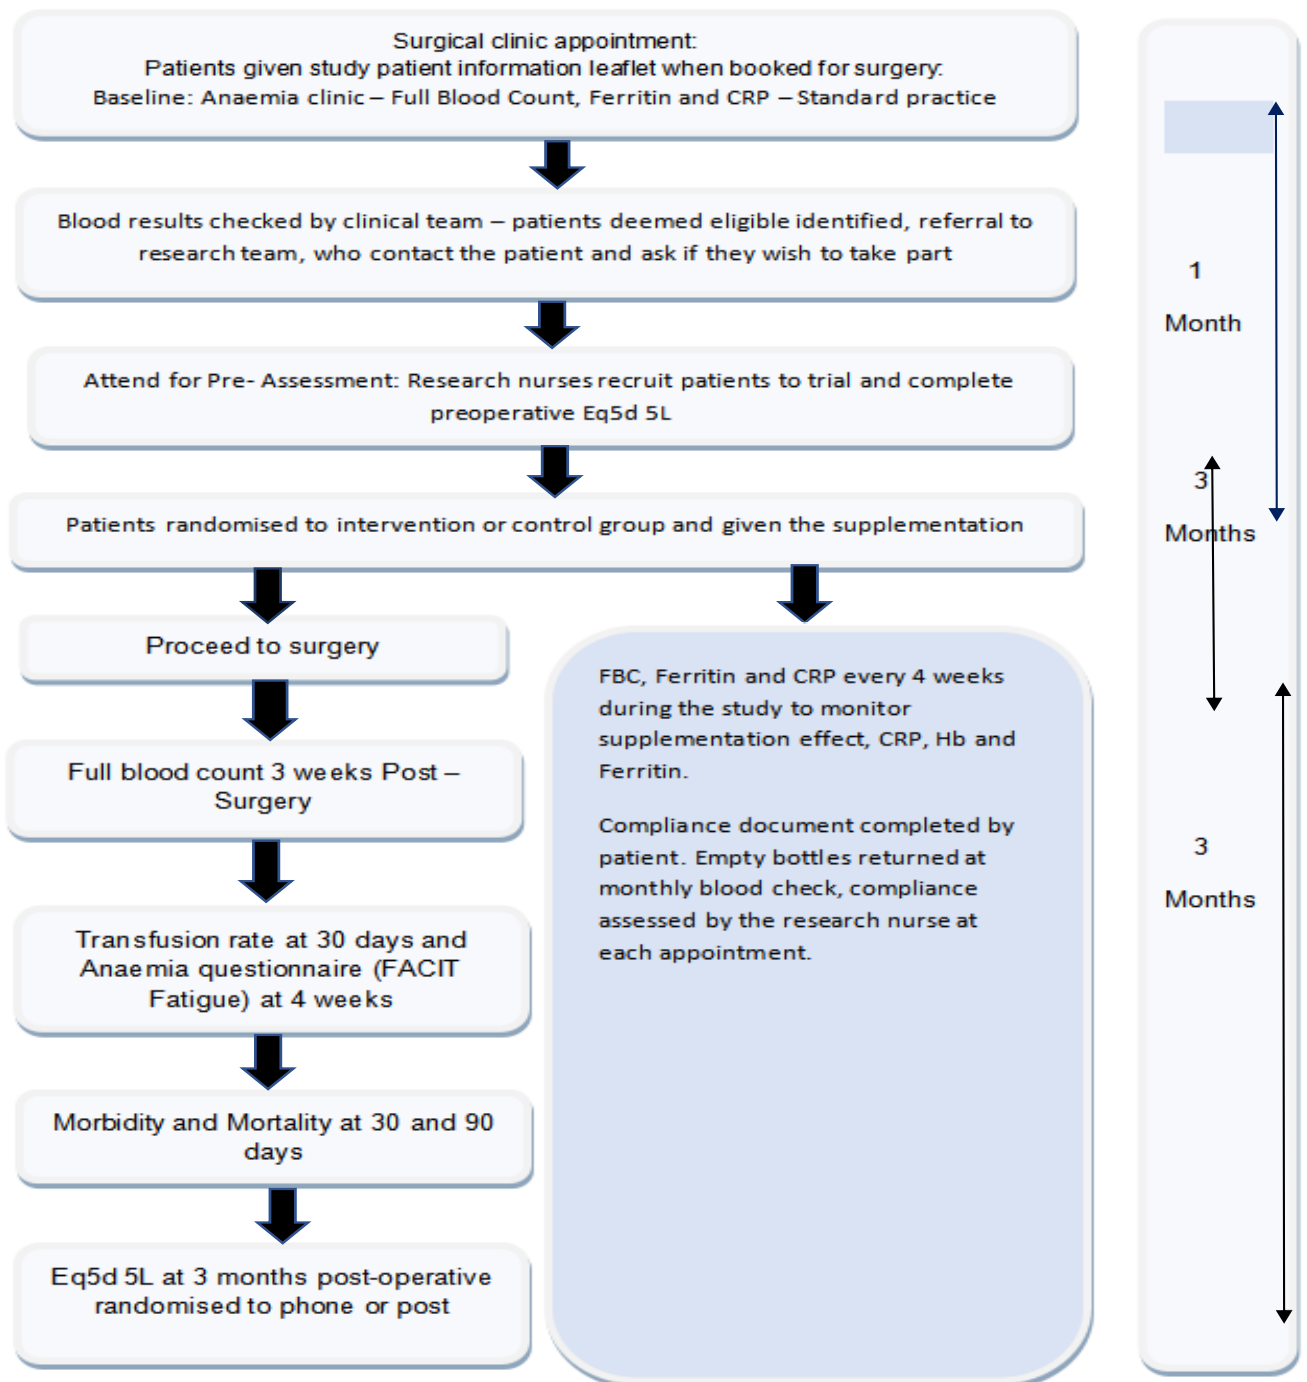 Surgical clinic appointment:
Patients given study patient information leaflet when booked for surgery:
Baseline: Anaemia clinic – Full Blood Count, Ferritin and CRP – Standard practice
Blood results checked by clinical team – patients deemed eligible identified, referral to
research team, who contact the patient and ask if they wish to take part
Attend for Pre- Assessment: Research nurses recruit patients to trial and complete
preoperative Eq5d 5L
Patients randomised to intervention or control group and given the supplementation
Proceed to surgery
Full blood count 3 weeks Post –
Surgery
Transfusion rate at 30 days and
Anaemia questionnaire (FACIT
Fatigue) at 4 weeks
Morbidity and Mortality at 30 and 90
days
Eq5d 5L at 3 months post-operative
randomised to phone or post
FBC, Ferritin and CRP every 4 weeks
during the study to monitor
supplementation effect, CRP, Hb and
Ferritin.
Compliance document completed by
patient. Empty bottles returned at
monthly blood check, compliance
assessed by the research nurse at
each appointment.
1
Month
3
Months
3
Months